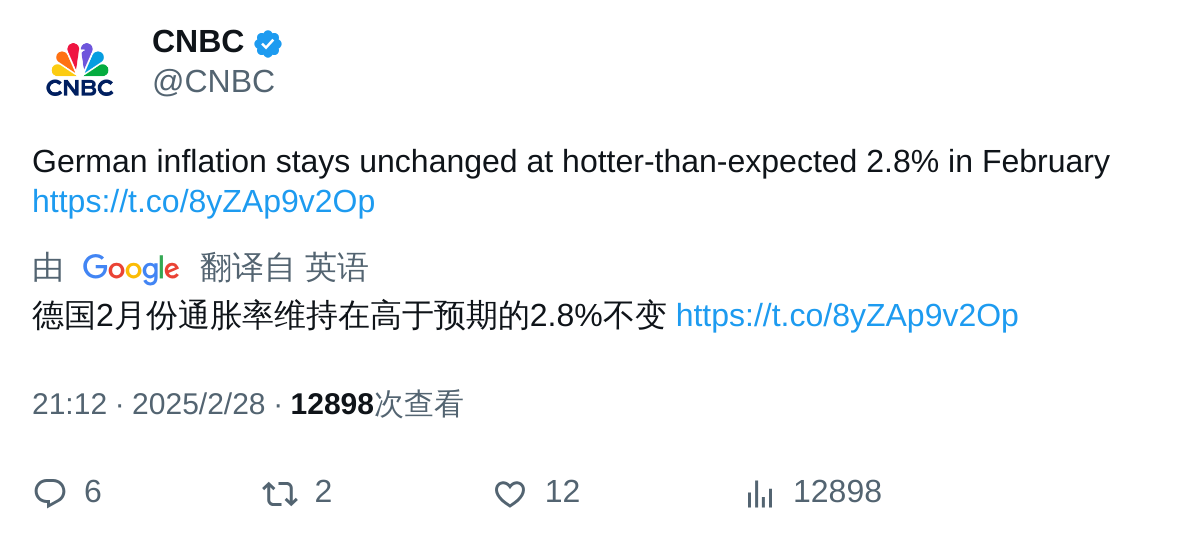 CNBC
CNBC
@CNBC
German inflation stays unchanged at hotter-than-expected 2.8% in February
https://t.co/8yZAp9v2Op
由 Google 翻译自 英语
德国2月份通胀率维持在高于预期的2.8%不变 https://t.co/8yZAp9v2Op
21:12 · 2025/2/28 · 12898次查看
6 2 12 12898